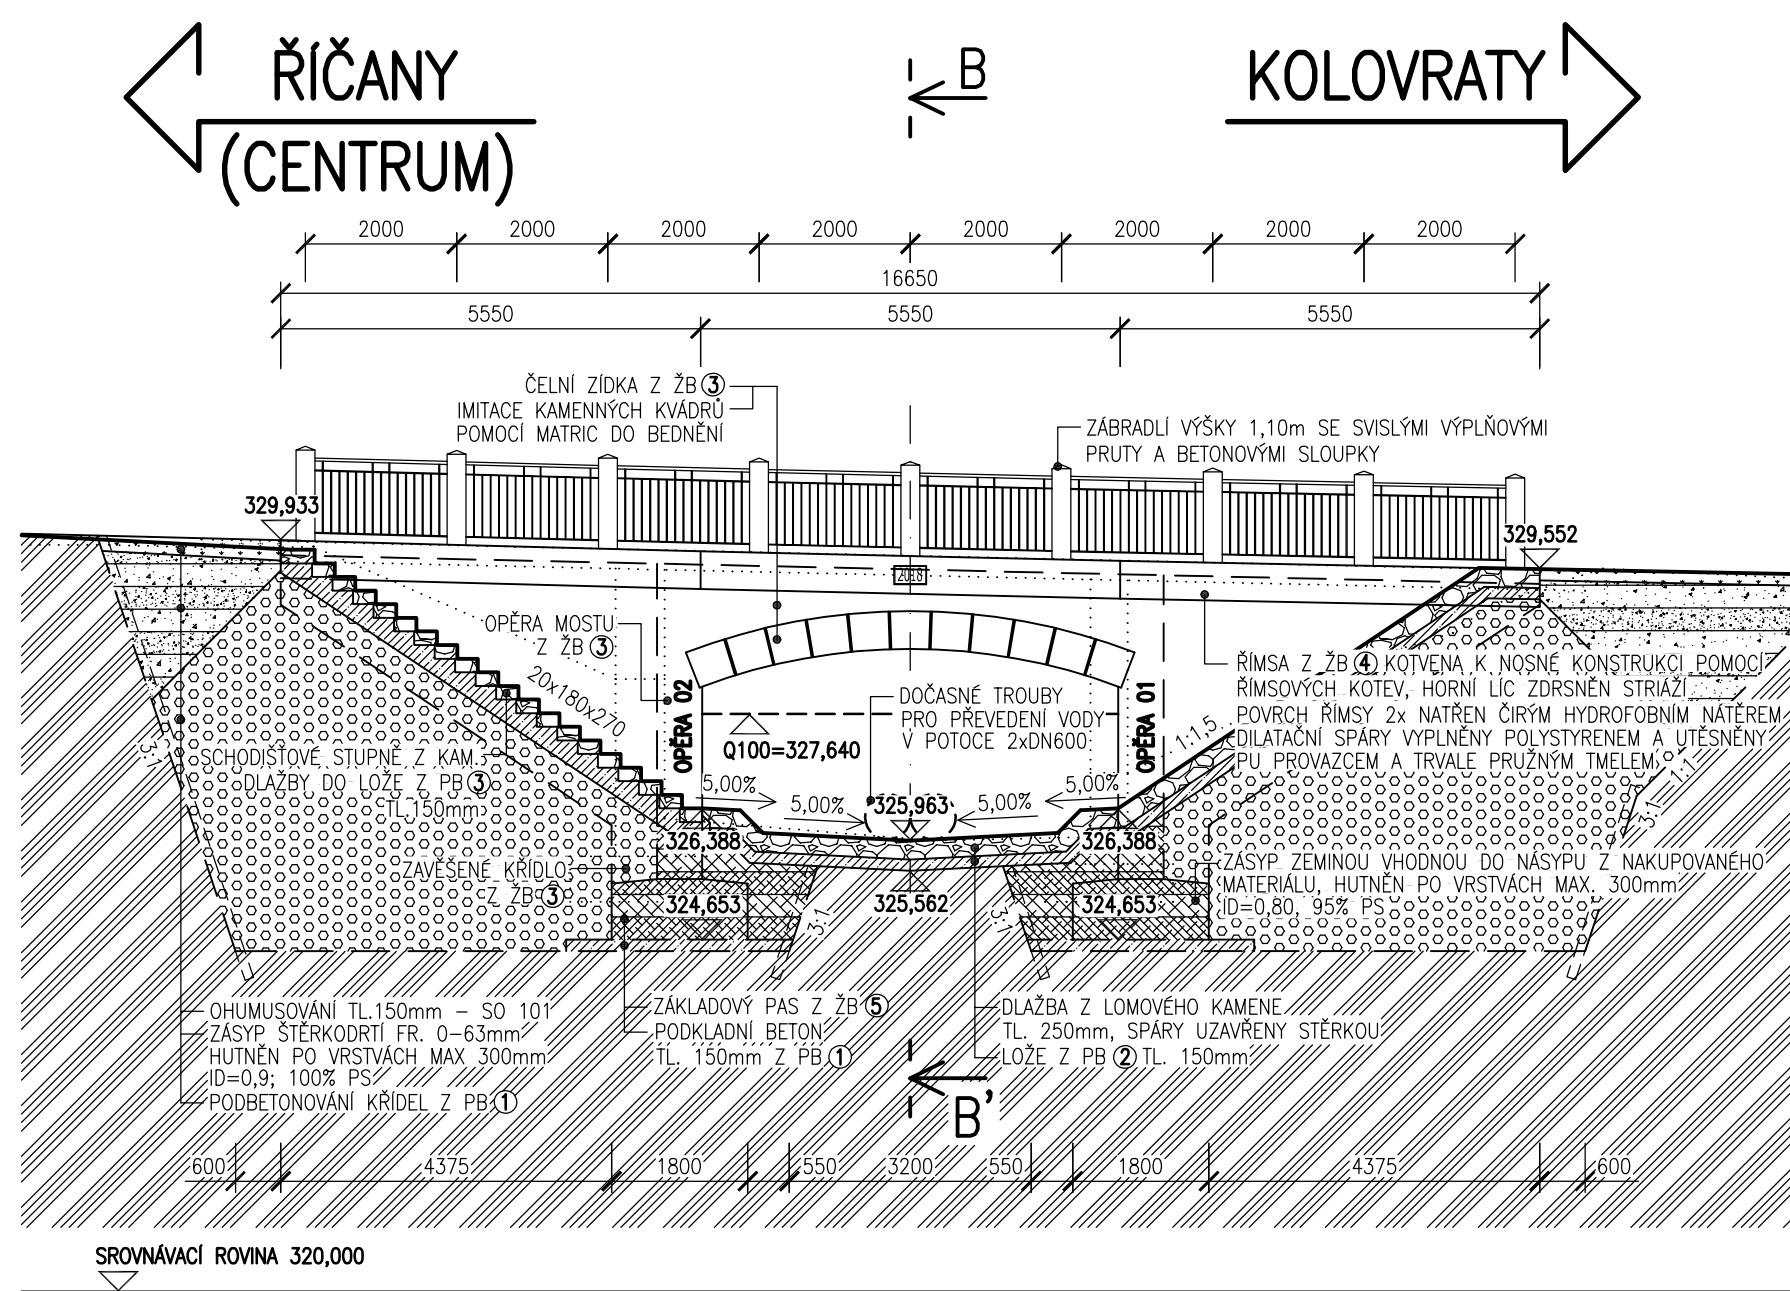 ŘÍČANY
(CENTRUM)
B
KOLOVRATY
2000 2000 2000 2000 2000 2000 2000 2000
16650
5550 5550 5550
ČELNÍ ZÍDKA Z ŽB 3
IMITACE KAMENNÝCH KVÁDRŮ
POMOCÍ MATRIC DO BEDNĚNÍ
ZÁBRADLÍ VÝŠKY 1,10m SE SVISLÝMI VÝPLŇOVÝMI
PRUTY A BETONOVÝMI SLOUPKY
329,933
329,552
2018
OPĚRA MOSTU
Z ŽB 3
20x180x270
OPĚRA 02
DOČASNÉ TROUBY
PRO PŘEVEDENÍ VODY
V POTOCE 2xDN600
Q100=327,640
OPĚRA 01
1:1,5
ŘÍMSA Z ŽB 4 KOTVENA K NOSNÉ KONSTRUKCI POMOCÍ
ŘÍMSOVÝCH KOTEV, HORNÍ LÍC ZDRSNĚN STRIÁŽÍ
POVRCH ŘÍMSY 2x NATŘEN ČIRÝM HYDROFOBNÍM NÁTĚREM
DILATAČNÍ SPÁRY VYPLNĚNY POLYSTYRENEM A UTĚSNĚNY
PU PROVAZCEM A TRVALE PRUŽNÝM TMELEM
3:1
SCHODIŠŤOVÉ STUPNĚ Z KAM.
DLAŽBY DO LOŽE Z PB 3
TL.150mm
5,00% 5,00% 325,963 5,00% 5,00%
3:1 - 1:1
326,388 326,388
ZAVĚŠENÉ KŘÍDLO
Z ŽB 3
324,653 325,562 324,653
3:1 3:1
ZÁSYP ZEMINOU VHODNOU DO NÁSYPU Z NAKUPOVANÉHO
MATERIÁLU, HUTNĚN PO VRSTVÁCH MAX. 300mm
ID=0,80, 95% PS
OHUMUSOVÁNÍ TL.150mm – SO 101
ZÁSYP ŠTĚRKODRTÍ FR. 0–63mm
HUTNĚN PO VRSTVÁCH MAX 300mm
ID=0,9; 100% PS
PODBETONOVÁNÍ KŘÍDEL Z PB 1
ZÁKLADOVÝ PAS Z ŽB 5
PODKLADNÍ BETON
TL. 150mm Z PB 1
DLAŽBA Z LOMOVÉHO KAMENE
TL. 250mm, SPÁRY UZAVŘENY STĚRKOU
LOŽE Z PB 2 TL. 150mm
B'
600 4375 1800 550 3200 550 1800 4375 600
SROVNÁVACÍ ROVINA 320,000